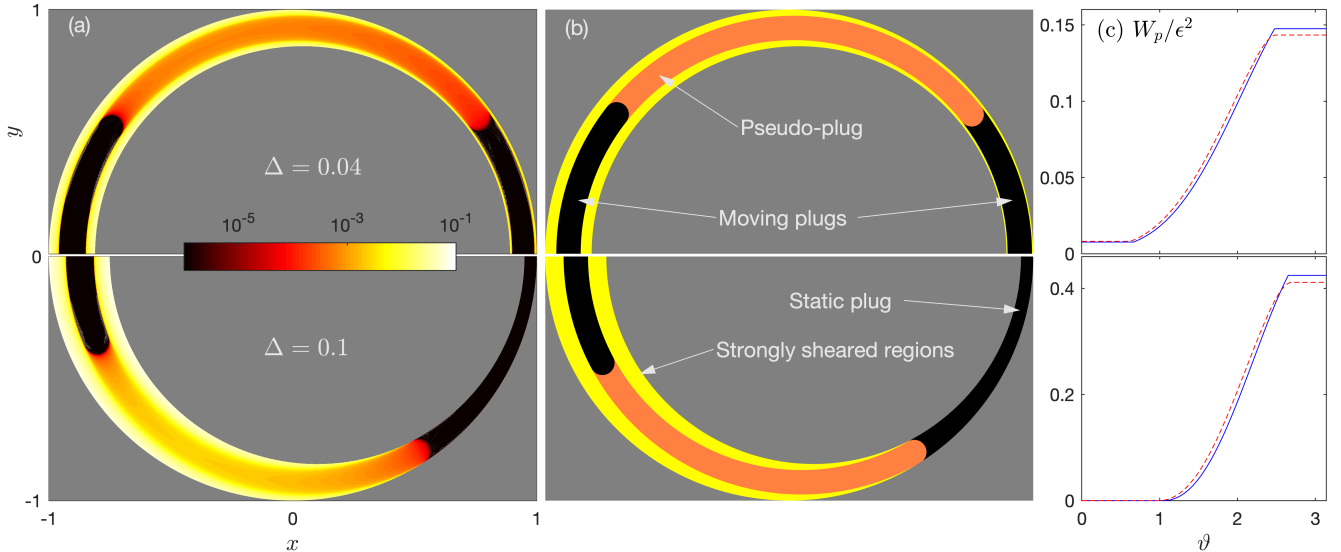 (a)
(b)
(c) W_p/ϵ^2
1
0
-1
y
Δ = 0.04
10^-5
10^-3
10^-1
Δ = 0.1
-1
0
1
x
Pseudo-plug
Moving plugs
Static plug
Strongly sheared regions
0.15
0.1
0.05
0
0.4
0.2
0
0
1
2
3
ϑ